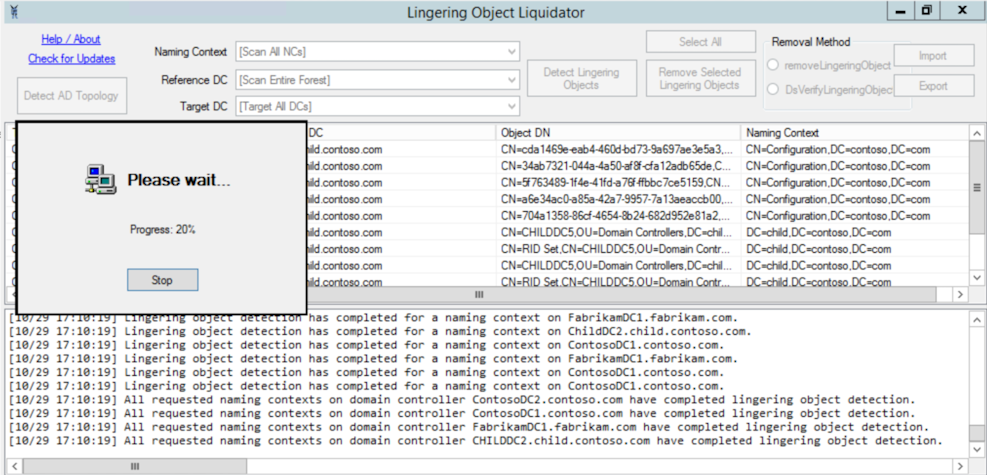 Lingering Object Liquidator
Help / About
Check for Updates
Detect AD Topology
Naming Context [Scan All NCs]
Reference DC [Scan Entire Forest]
Target DC [Target All DCs]
Detect Lingering
Objects
Select All
Remove Selected
Lingering Objects
Removal Method
removeLingeringObject
DsVerifyLingeringObjec
Import
Export
DC Object DN Naming Context
ild.contoso.com CN=cda1469e-eab4-460d-bd73-9a697ae3e5a3,... CN=Configuration,DC=contoso,DC=com
ild.contoso.com CN=34ab7321-044a-4a50-af8f-cfa12adb65de,C... CN=Configuration,DC=contoso,DC=com
ild.contoso.com CN=5f763489-1f4e-41fd-a76f-ffbbc7ce5159,CN... CN=Configuration,DC=contoso,DC=com
ild.contoso.com CN=a6e34ac0-a85a-42a7-9957-7a13aeaccb00,... CN=Configuration,DC=contoso,DC=com
ild.contoso.com CN=704a1358-86cf-4654-8b24-682d952e81a2,... CN=Configuration,DC=contoso,DC=com
ild.contoso.com CN=CHILDDC5,OU=Domain Controllers,DC=chil... DC=child,DC=contoso,DC=com
ild.contoso.com CN=RID Set,CN=CHILDDC5,OU=Domain Contr... DC=child,DC=contoso,DC=com
ild.contoso.com CN=CHILDDC5,OU=Domain Controllers,DC=chil... DC=child,DC=contoso,DC=com
ild.contoso.com CN=RID Set,CN=CHILDDC5,OU=Domain Contr... DC=child,DC=contoso,DC=com
Please wait...
Progress: 20%
Stop
[10/29 17:10:19] Lingering object detection has completed for a naming context on FabrikamDC1.fabrikam.com.
[10/29 17:10:19] Lingering object detection has completed for a naming context on ChildDC2.child.contoso.com.
[10/29 17:10:19] Lingering object detection has completed for a naming context on ContosoDC1.contoso.com.
[10/29 17:10:19] Lingering object detection has completed for a naming context on FabrikamDC1.fabrikam.com.
[10/29 17:10:19] Lingering object detection has completed for a naming context on ContosoDC1.contoso.com.
[10/29 17:10:19] Lingering object detection has completed for a naming context on ContosoDC1.contoso.com.
[10/29 17:10:19] All requested naming contexts on domain controller ContosoDC2.contoso.com have completed lingering object detection.
[10/29 17:10:19] All requested naming contexts on domain controller ContosoDC1.contoso.com have completed lingering object detection.
[10/29 17:10:19] All requested naming contexts on domain controller FabrikamDC1.fabrikam.com have completed lingering object detection.
[10/29 17:10:19] All requested naming contexts on domain controller CHILDDC2.child.contoso.com have completed lingering object detection.